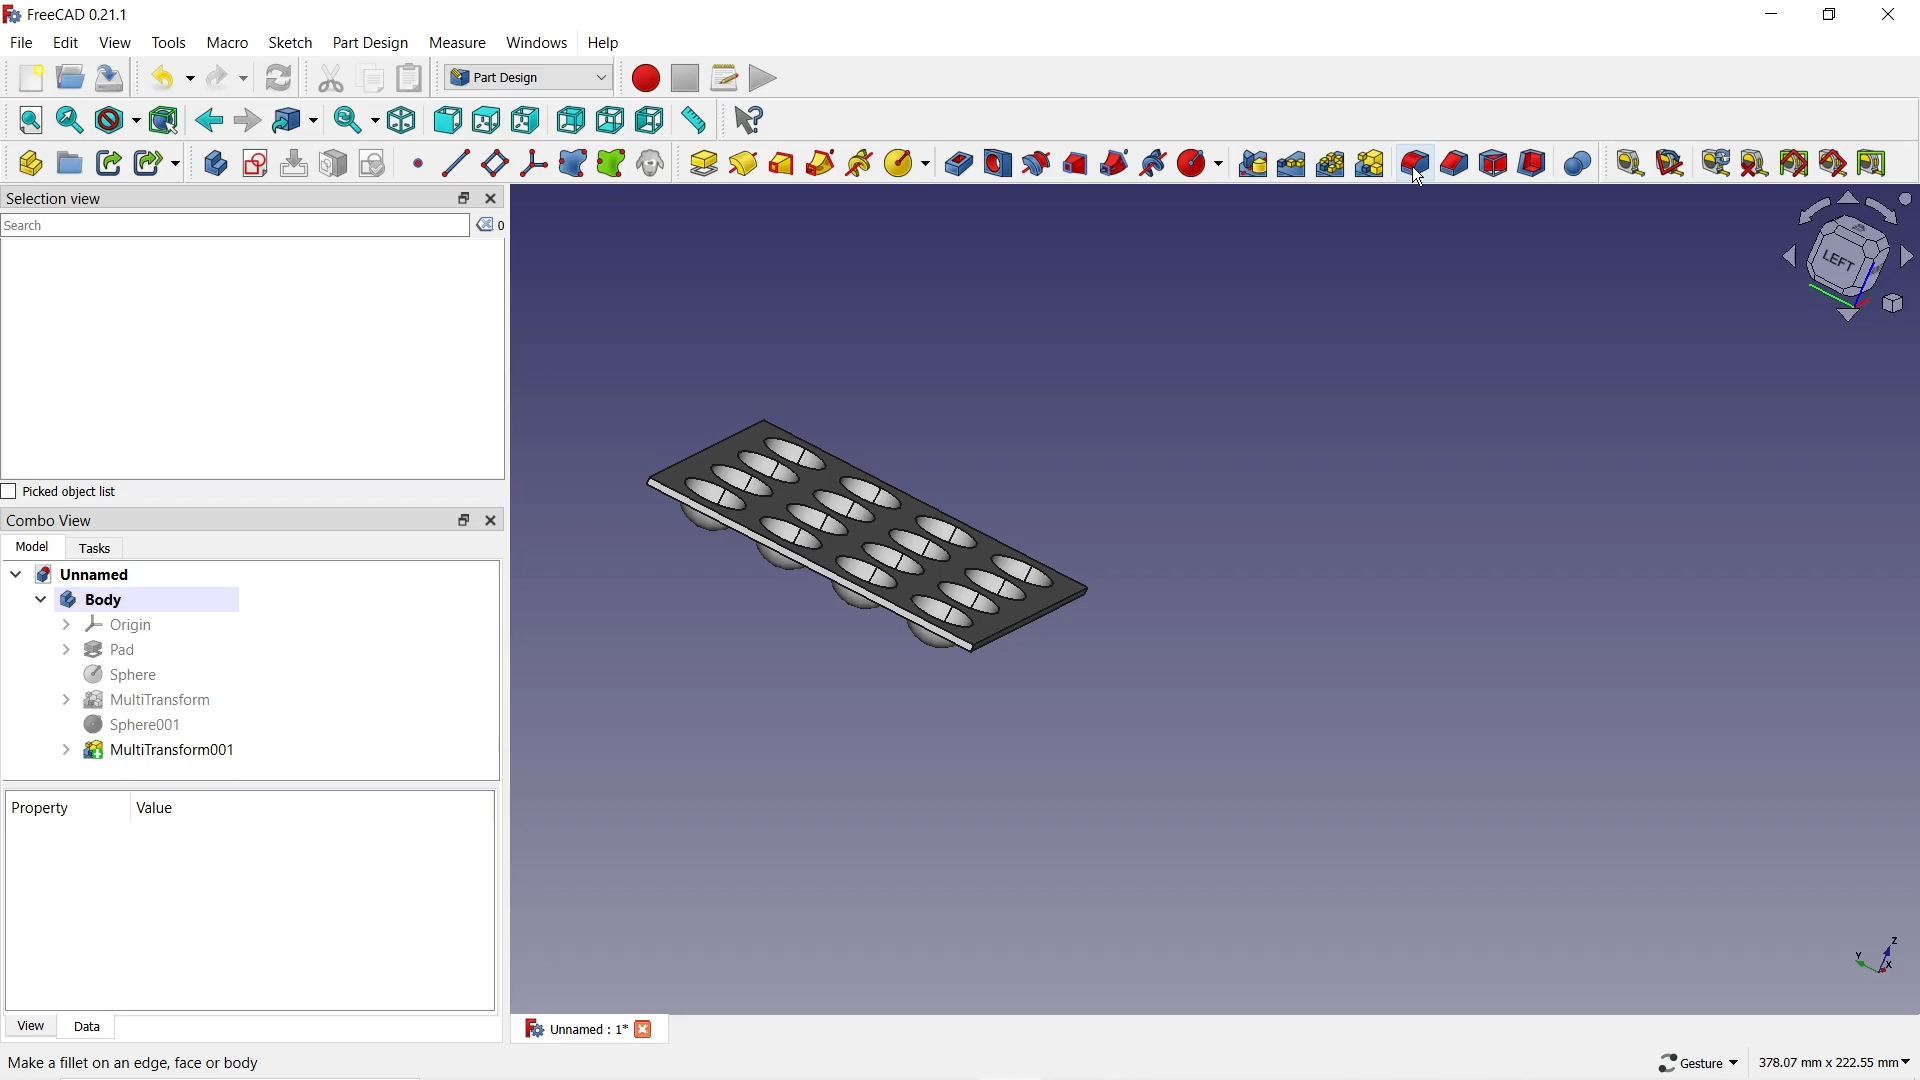 FreeCAD 0.21.1
File Edit View Tools Macro Sketch Part Design Measure Windows Help
Part Design
Selection view
Search
0
Picked object list
Combo View
Model Tasks
Unnamed
Body
Origin
Pad
Sphere
MultiTransform
Sphere001
MultiTransform001
Property Value
View Data
LEFT
Z
Y
X
Unnamed : 1*
Make a fillet on an edge, face or body
Gesture
378.07 mm x 222.55 mm